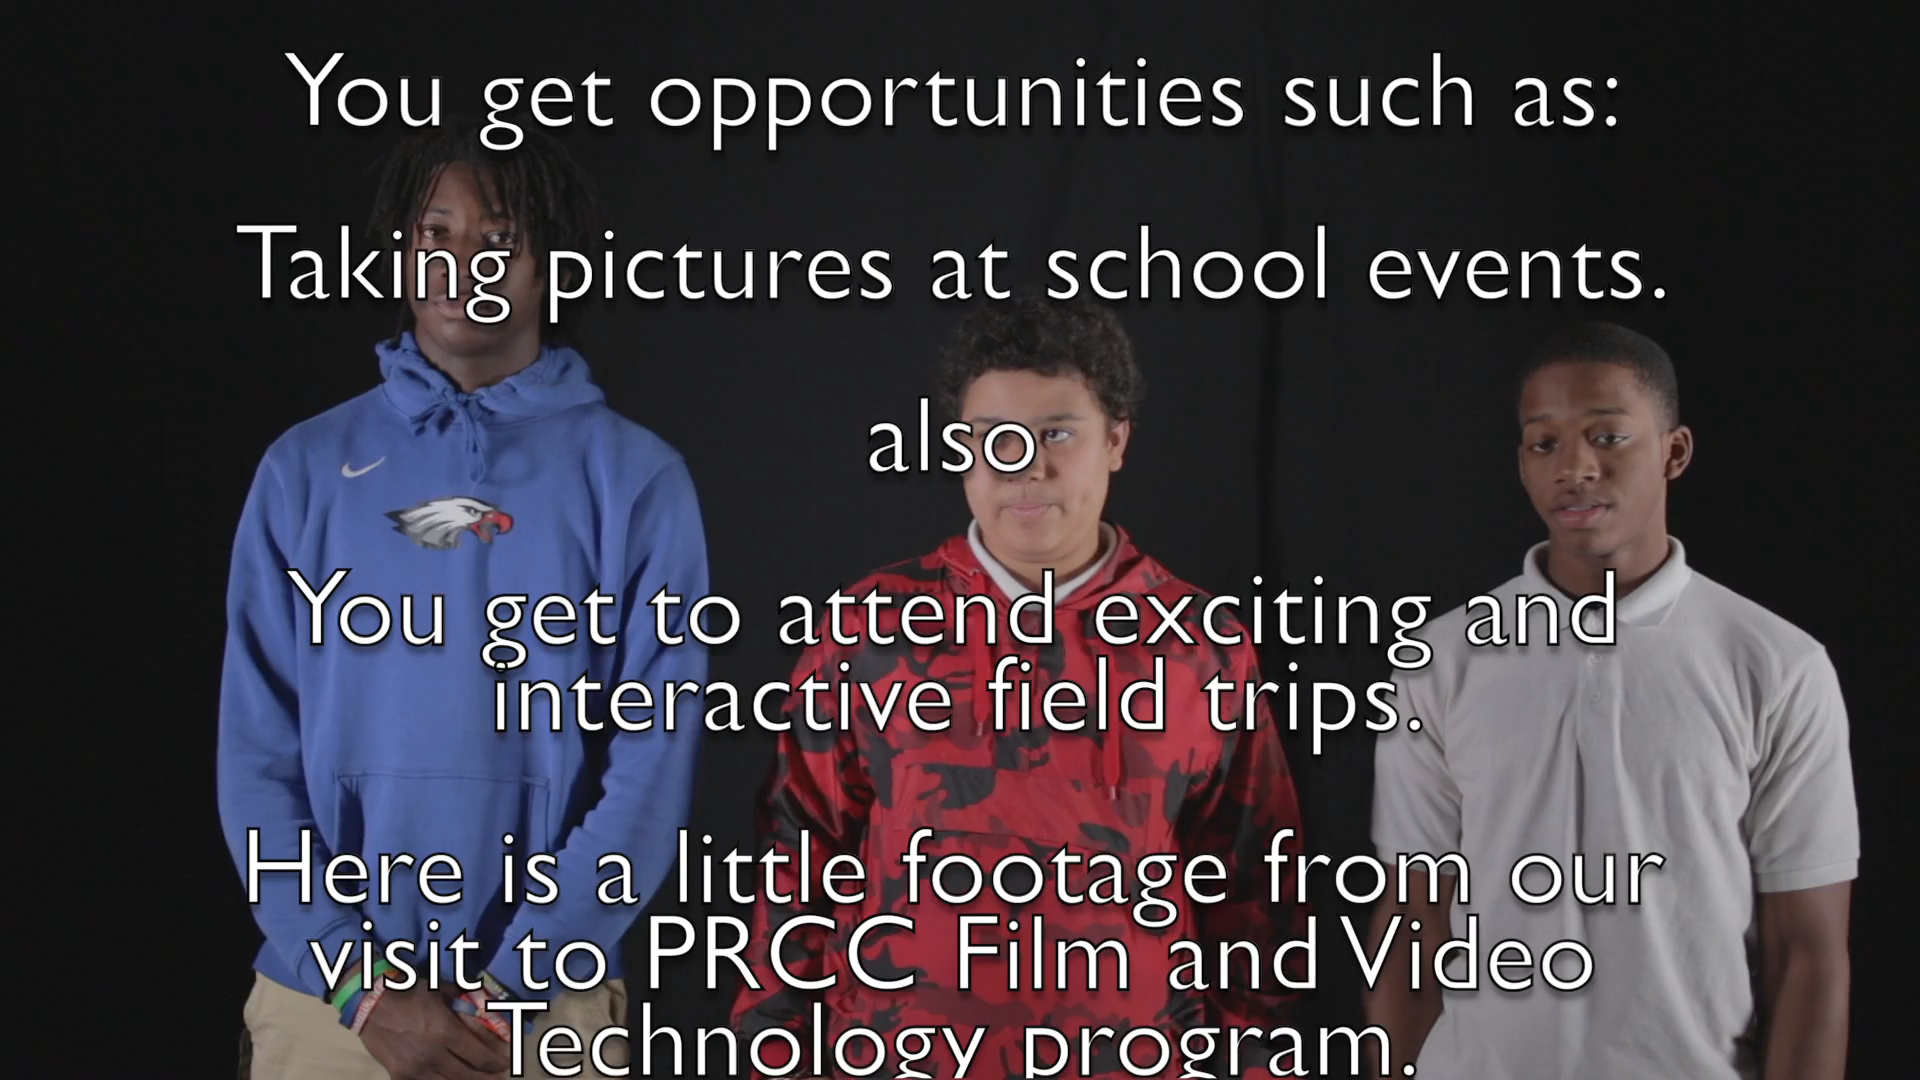 You get opportunities such as:
Taking pictures at school events.
also
You get to attend exciting and
interactive field trips.
Here is a little footage from our
visit to PRCC Film and Video
Technology program.